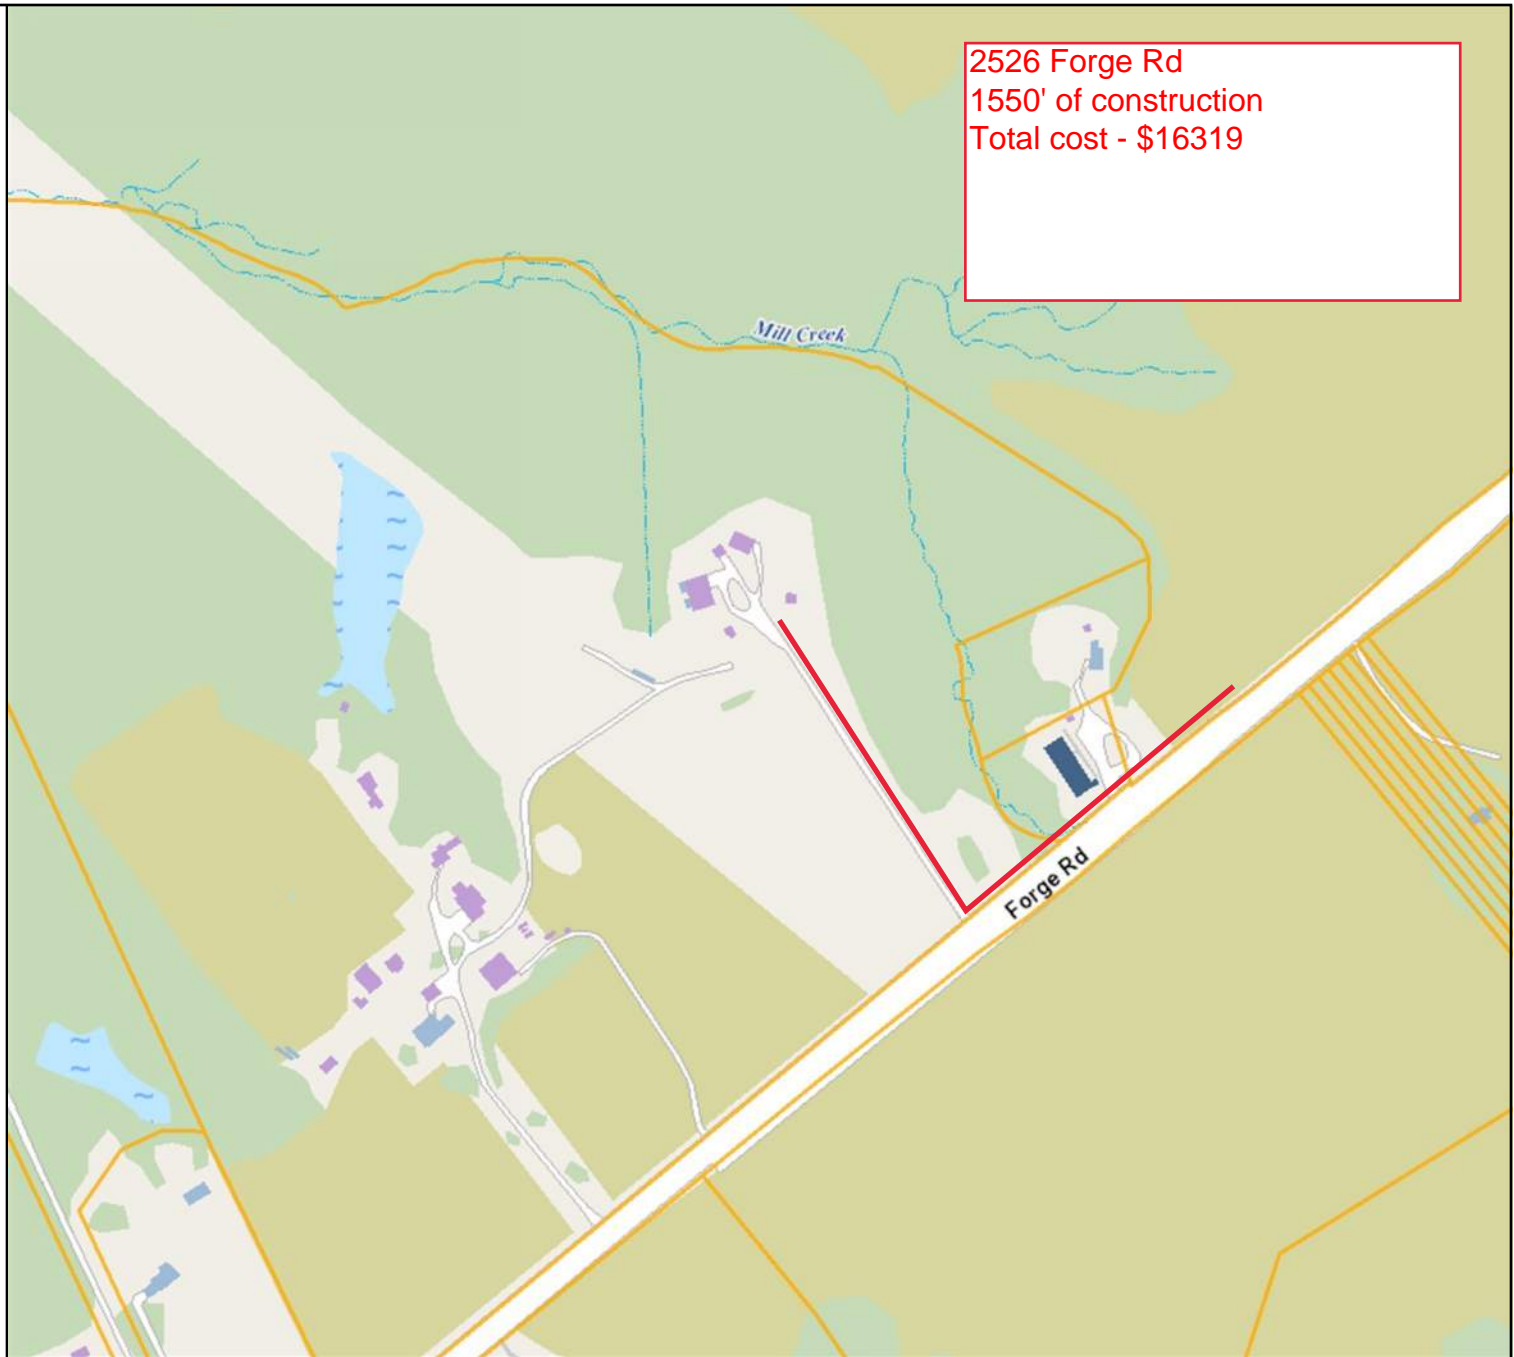 2526 Forge Rd
1550' of construction
Total cost - $16319
Mill Creek
Forge Rd